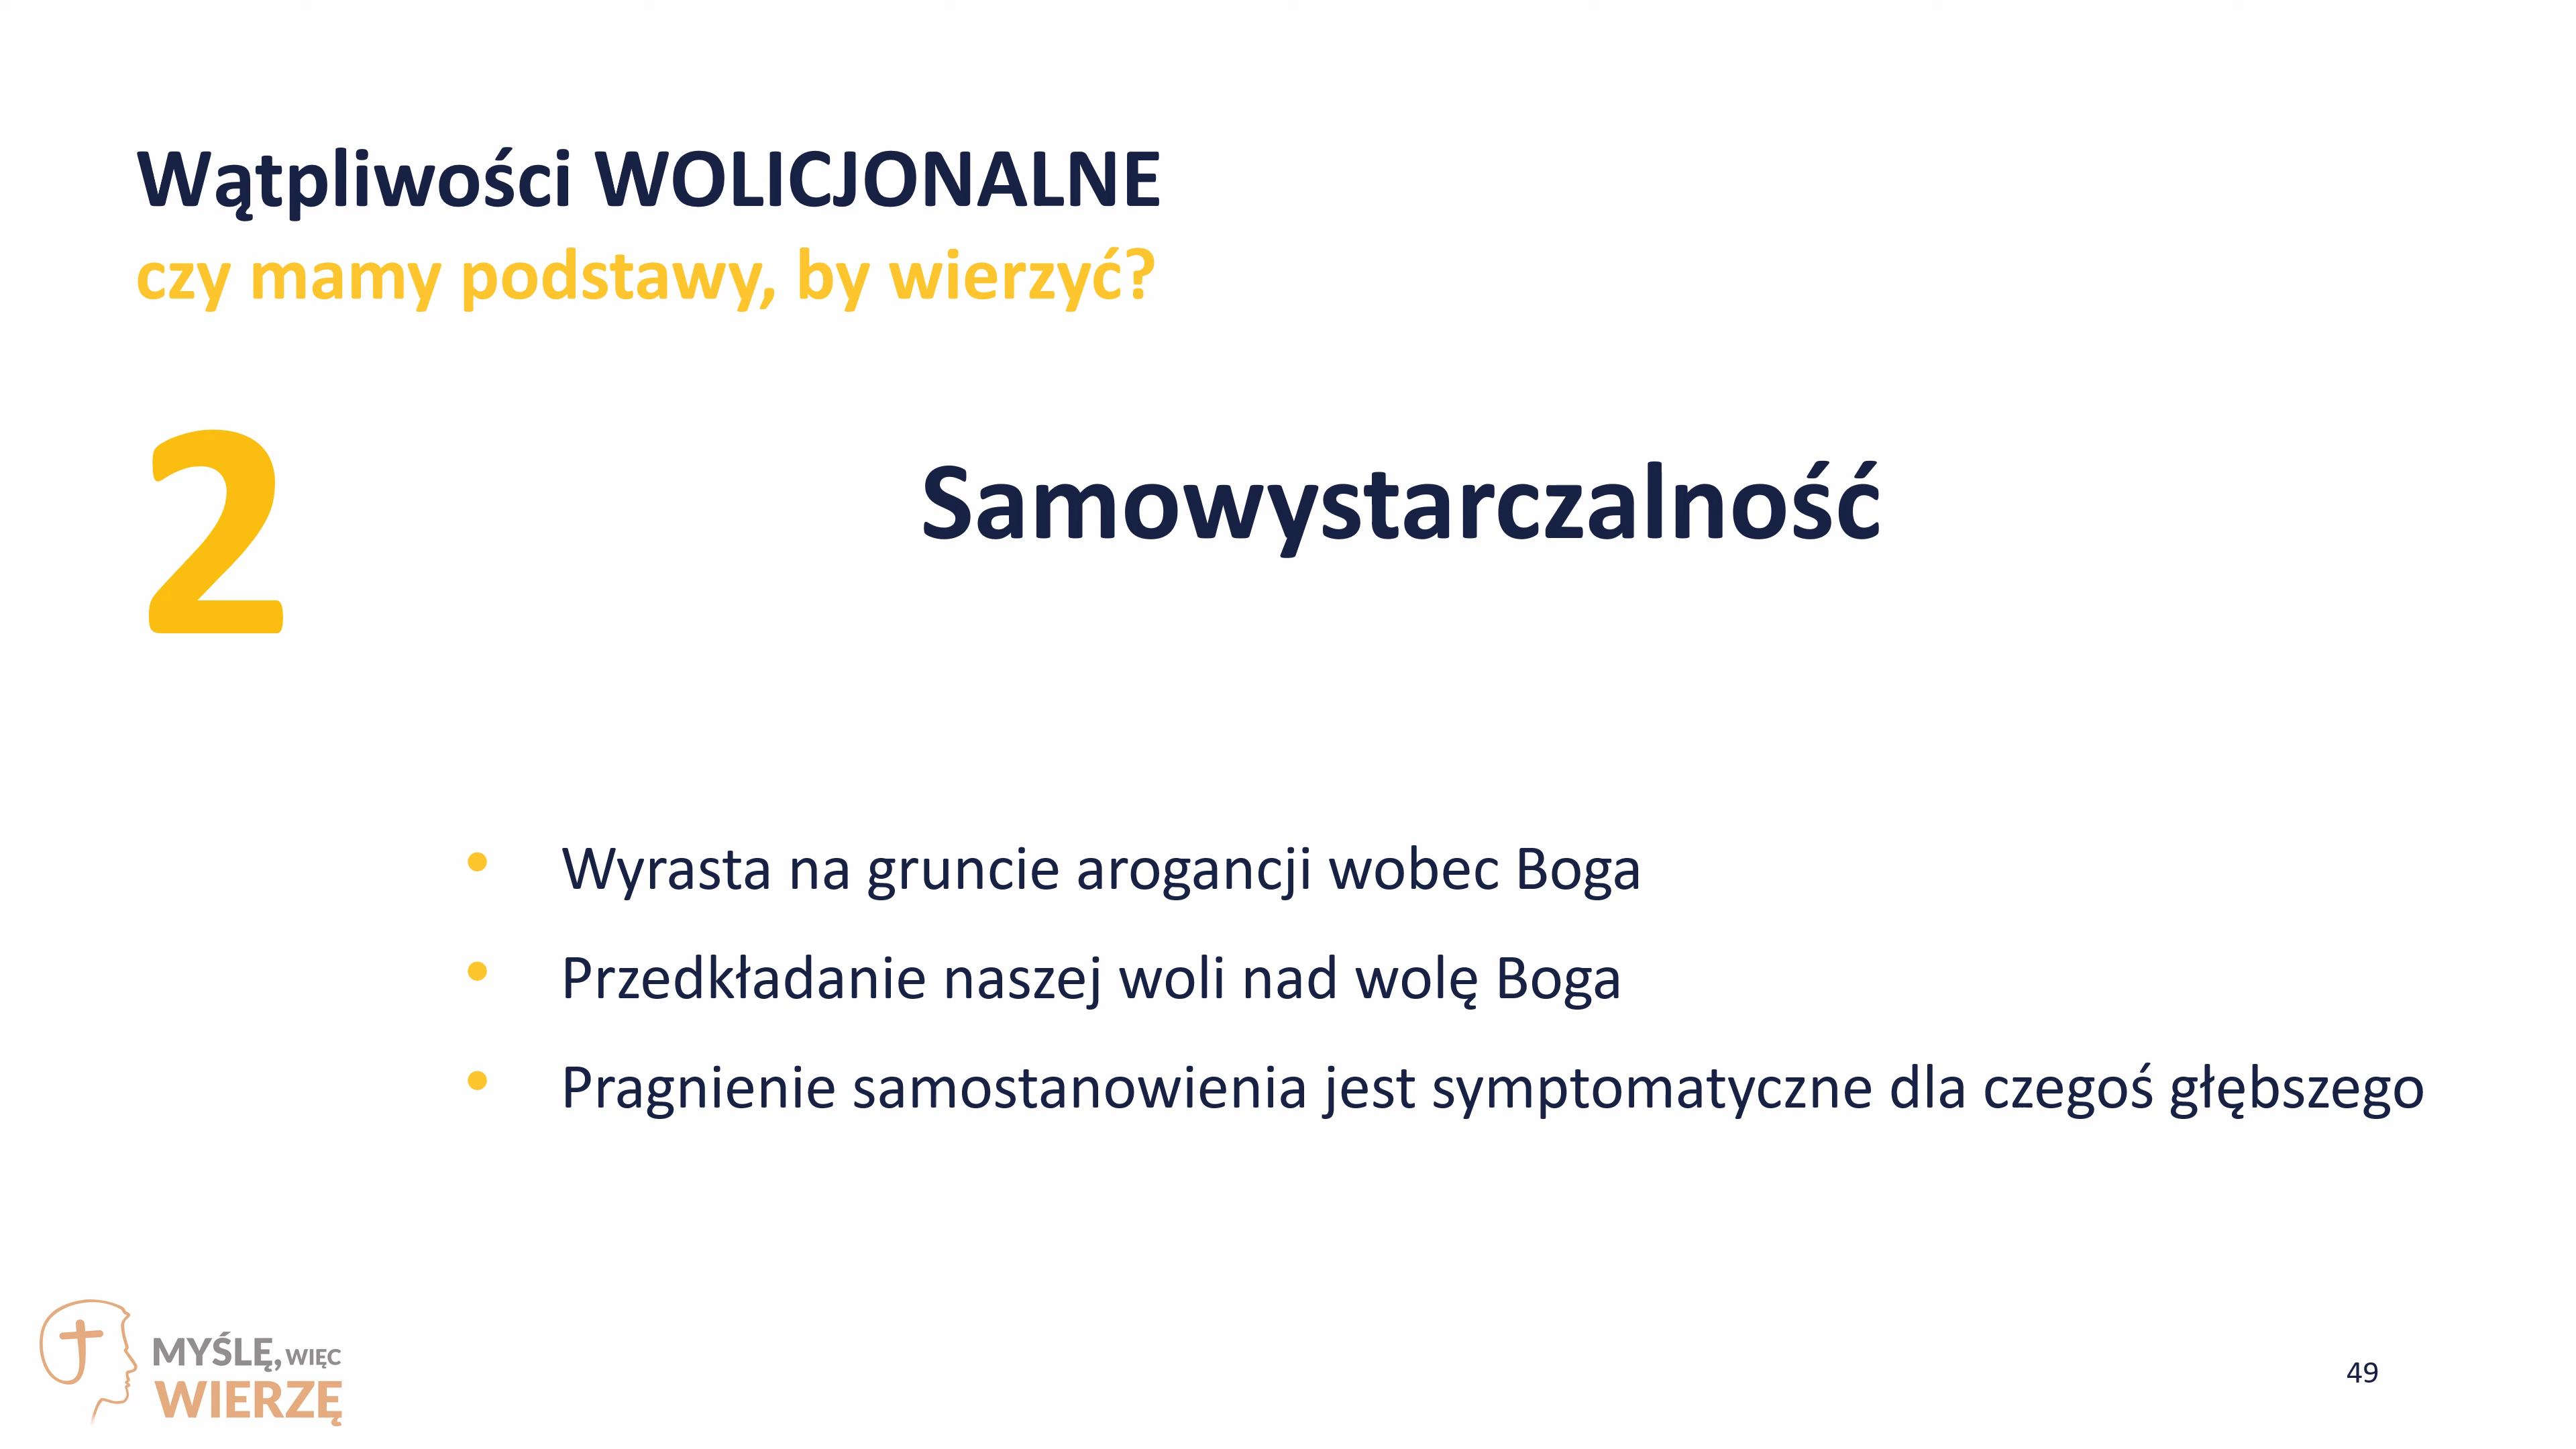 Wątpliwości WOLICJONALNE
czy mamy podstawy, by wierzyć?
2
Samowystarczalność
• Wyrasta na gruncie arogancji wobec Boga
• Przedkładanie naszej woli nad wolę Boga
• Pragnienie samostanowienia jest symptomatyczne dla czegoś głębszego
MYŚLĘ, WIĘC
WIERZĘ
49